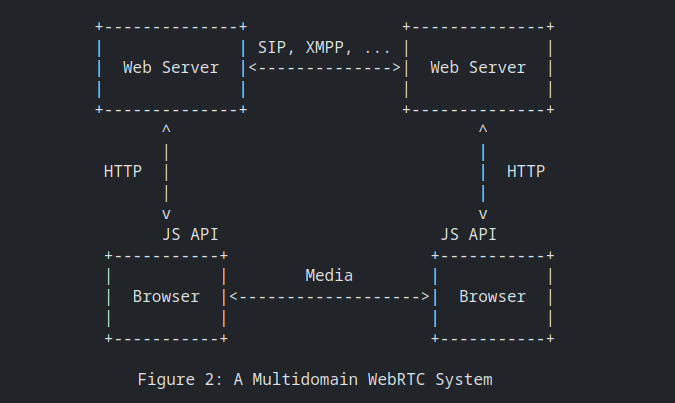 SIP, XMPP, ...
Web Server Web Server
HTTP HTTP
JS API JS API
Media
Browser Browser
Figure 2: A Multidomain WebRTC System